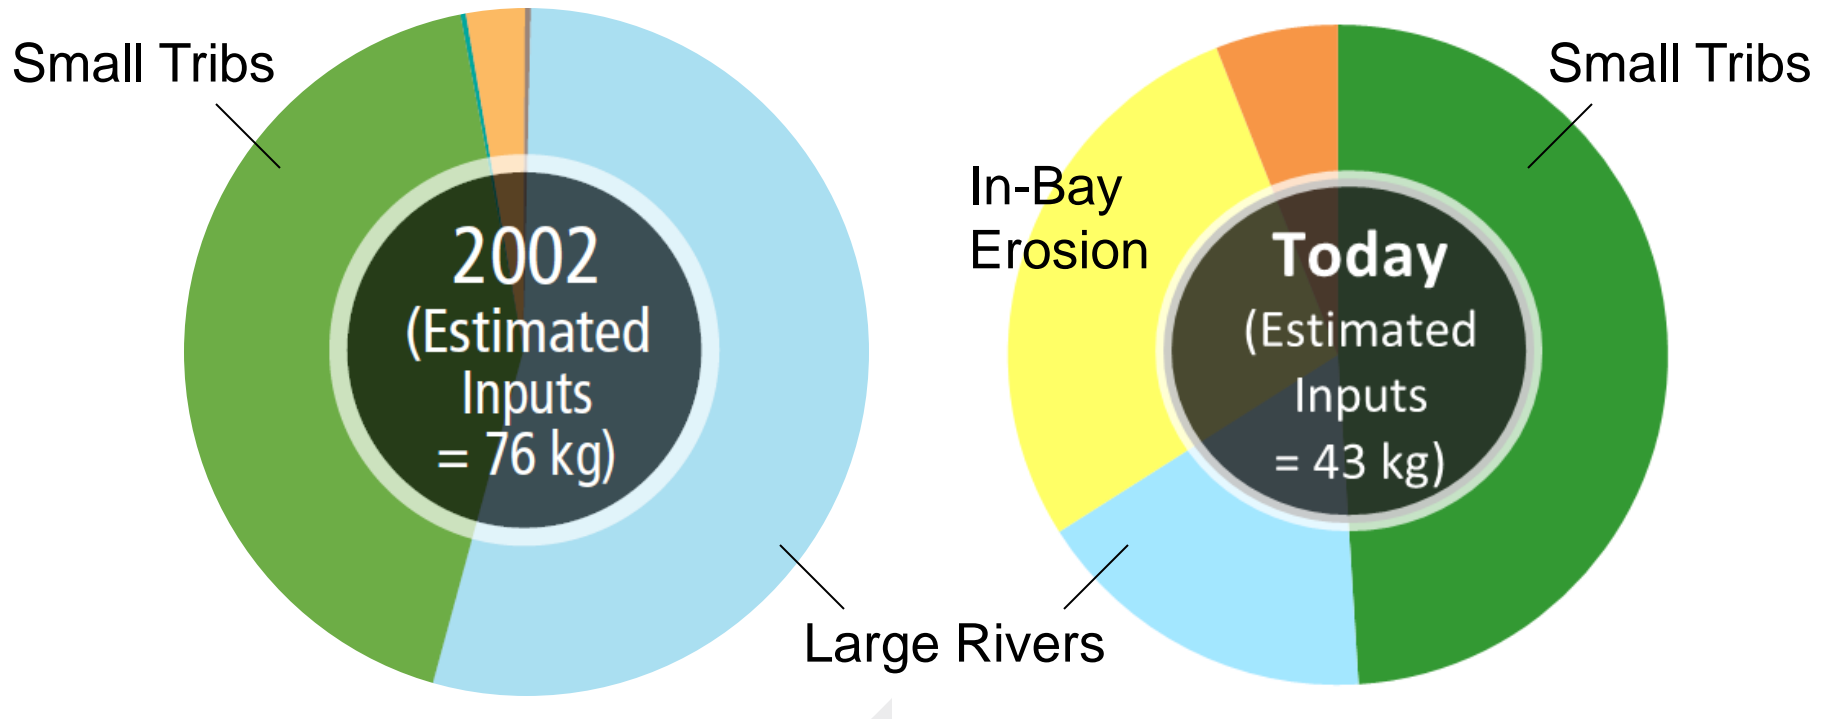 Small Tribs
2002
(Estimated
Inputs
= 76 kg)
Large Rivers
In-Bay
Erosion
Today
(Estimated
Inputs
= 43 kg)
Small Tribs